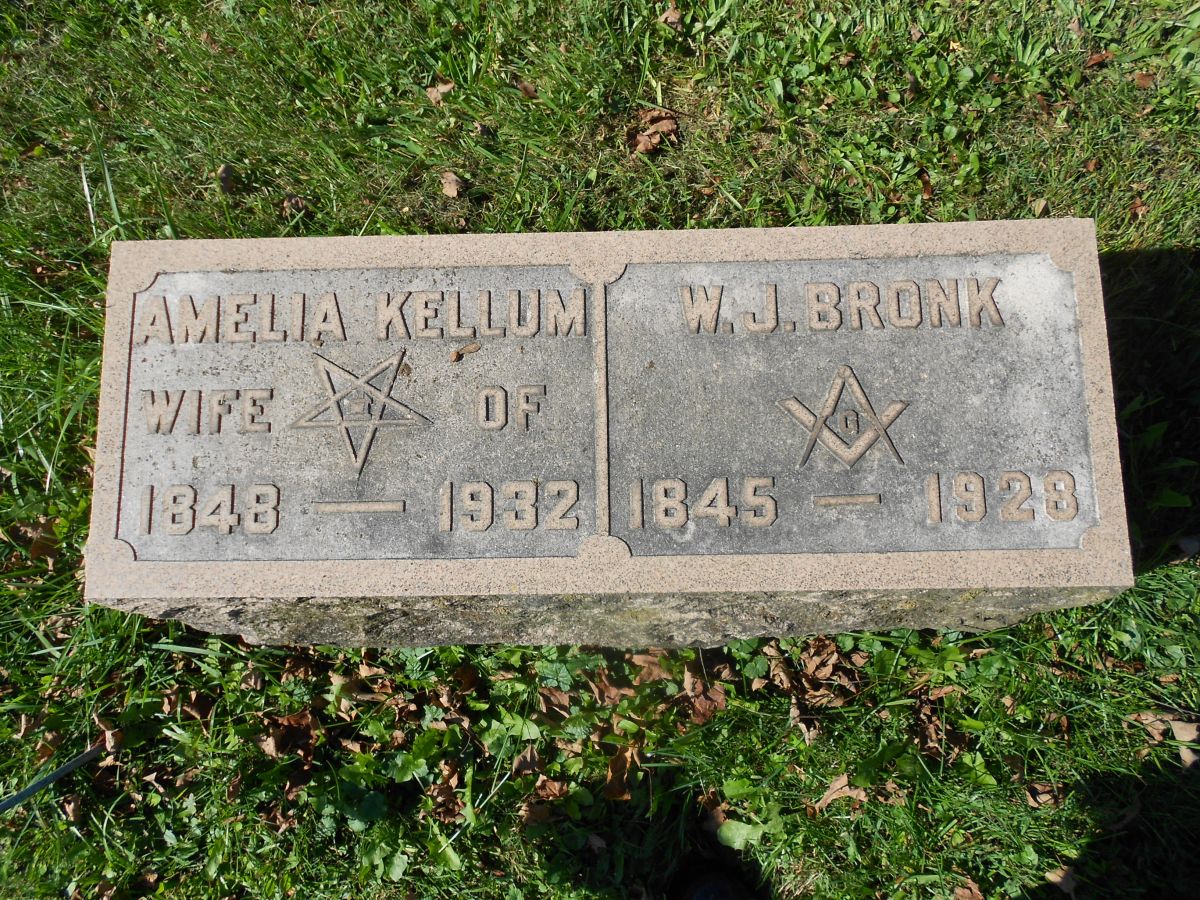 AMELIA KELLUM
WIFE OF
1848 — 1932
W. J. BRONK
G
1845 — 1928